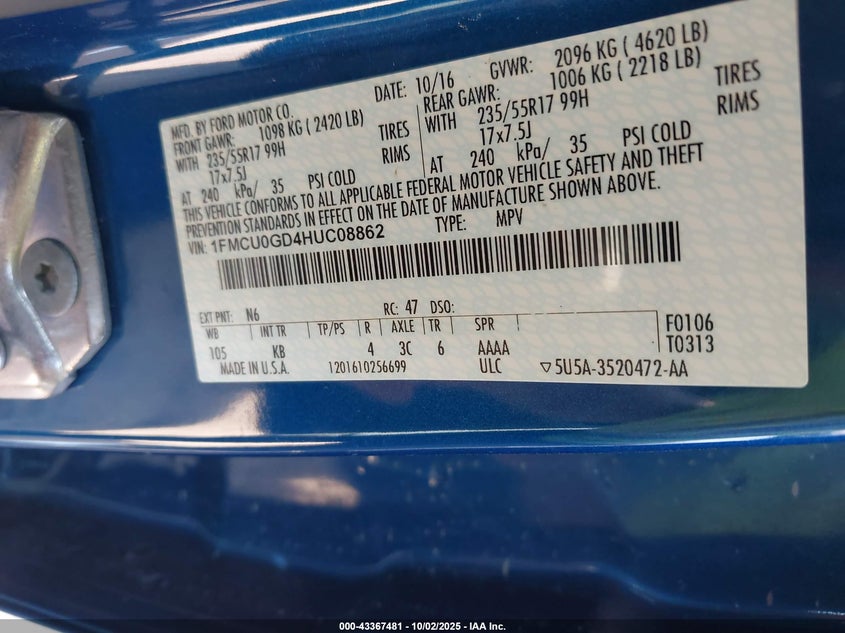 MFD. BY FORD MOTOR CO.
DATE: 10/16
GVWR: 2096 KG ( 4620 LB)
FRONT GAWR: 1098 KG ( 2420 LB)
REAR GAWR: 1006 KG ( 2218 LB)
WITH 235/55R17 99H TIRES
WITH 235/55R17 99H TIRES
17x7.5J RIMS
17x7.5J RIMS
AT 240 kPa/ 35 PSI COLD
AT 240 kPa/ 35 PSI COLD
THIS VEHICLE CONFORMS TO ALL APPLICABLE FEDERAL MOTOR VEHICLE SAFETY AND THEFT
PREVENTION STANDARDS IN EFFECT ON THE DATE OF MANUFACTURE SHOWN ABOVE.
VIN: 1FMCU0GD4HUC08862
TYPE: MPV
EXT PNT: N6 RC: 47 DSO:
WB INT TR TP/PS R AXLE TR SPR
105 KB 4 3C 6 AAAA
F0106
T0313
MADE IN U.S.A. 1201610256699 ULC ▽5U5A-3520472-AA
000-43367481 - 10/02/2025 - IAA Inc.